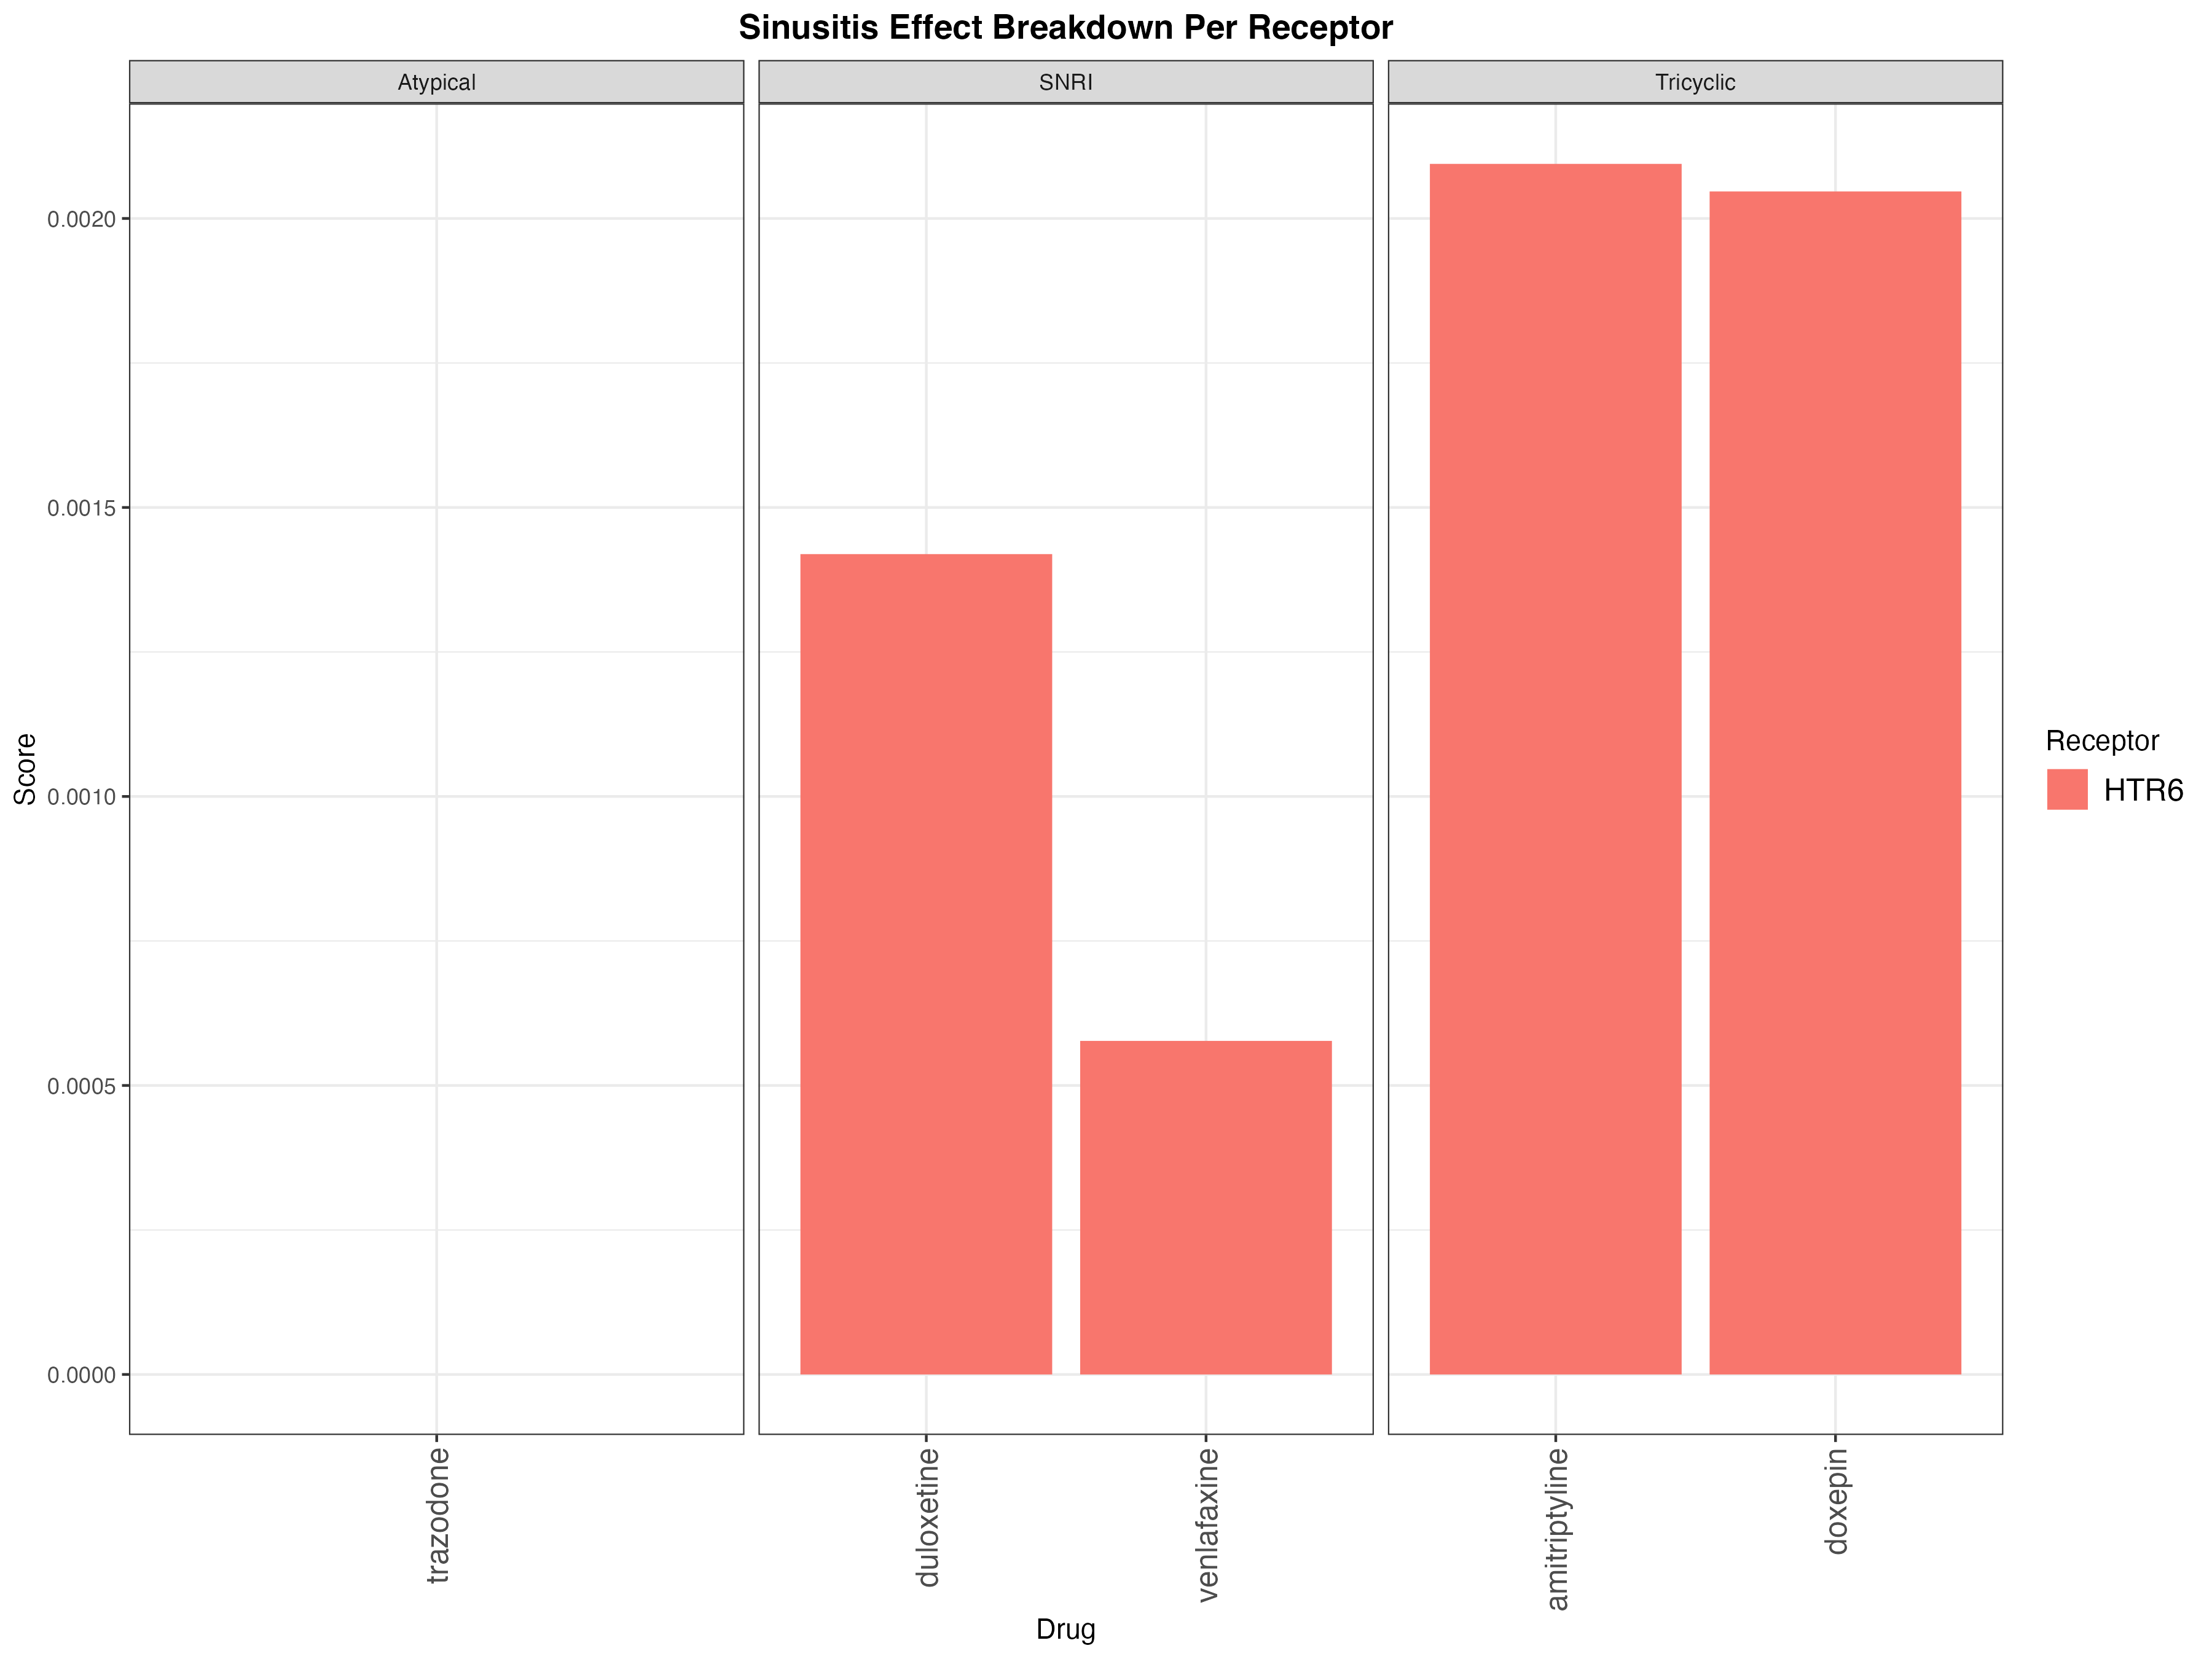 Sinusitis Effect Breakdown Per Receptor
Atypical
SNRI
Tricyclic
Score
0.0020
0.0015
0.0010
0.0005
0.0000
trazodone
duloxetine
venlafaxine
amitriptyline
doxepin
Drug
Receptor
HTR6